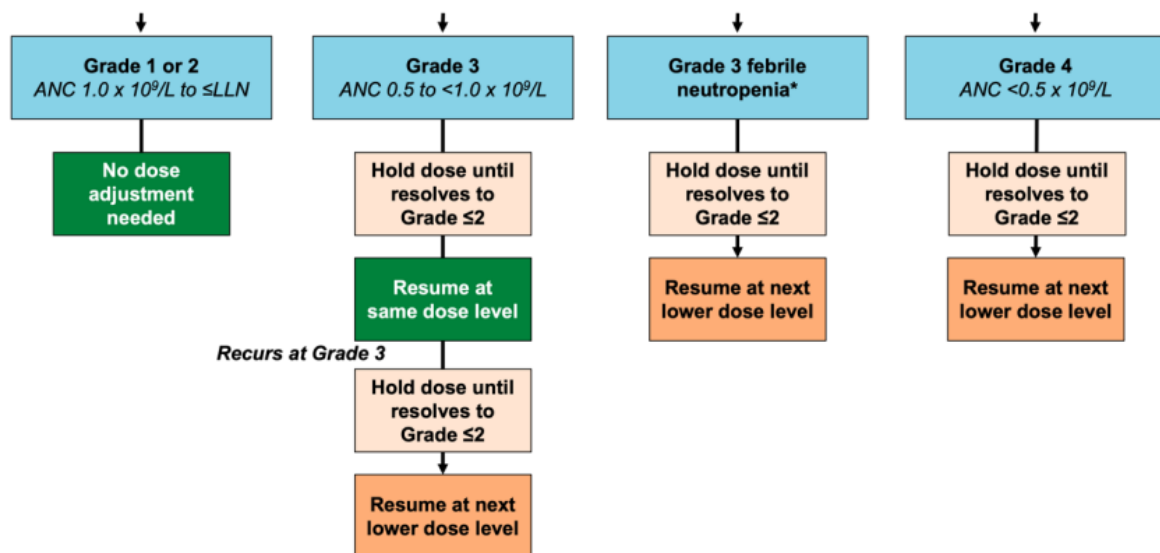 Grade 1 or 2
ANC 1.0 x 10⁹/L to ≤LLN
No dose
adjustment
needed
Grade 3
ANC 0.5 to <1.0 x 10⁹/L
Hold dose until
resolves to
Grade ≤2
Resume at
same dose level
Recurs at Grade 3
Hold dose until
resolves to
Grade ≤2
Resume at next
lower dose level
Grade 3 febrile
neutropenia*
Hold dose until
resolves to
Grade ≤2
Resume at next
lower dose level
Grade 4
ANC <0.5 x 10⁹/L
Hold dose until
resolves to
Grade ≤2
Resume at next
lower dose level